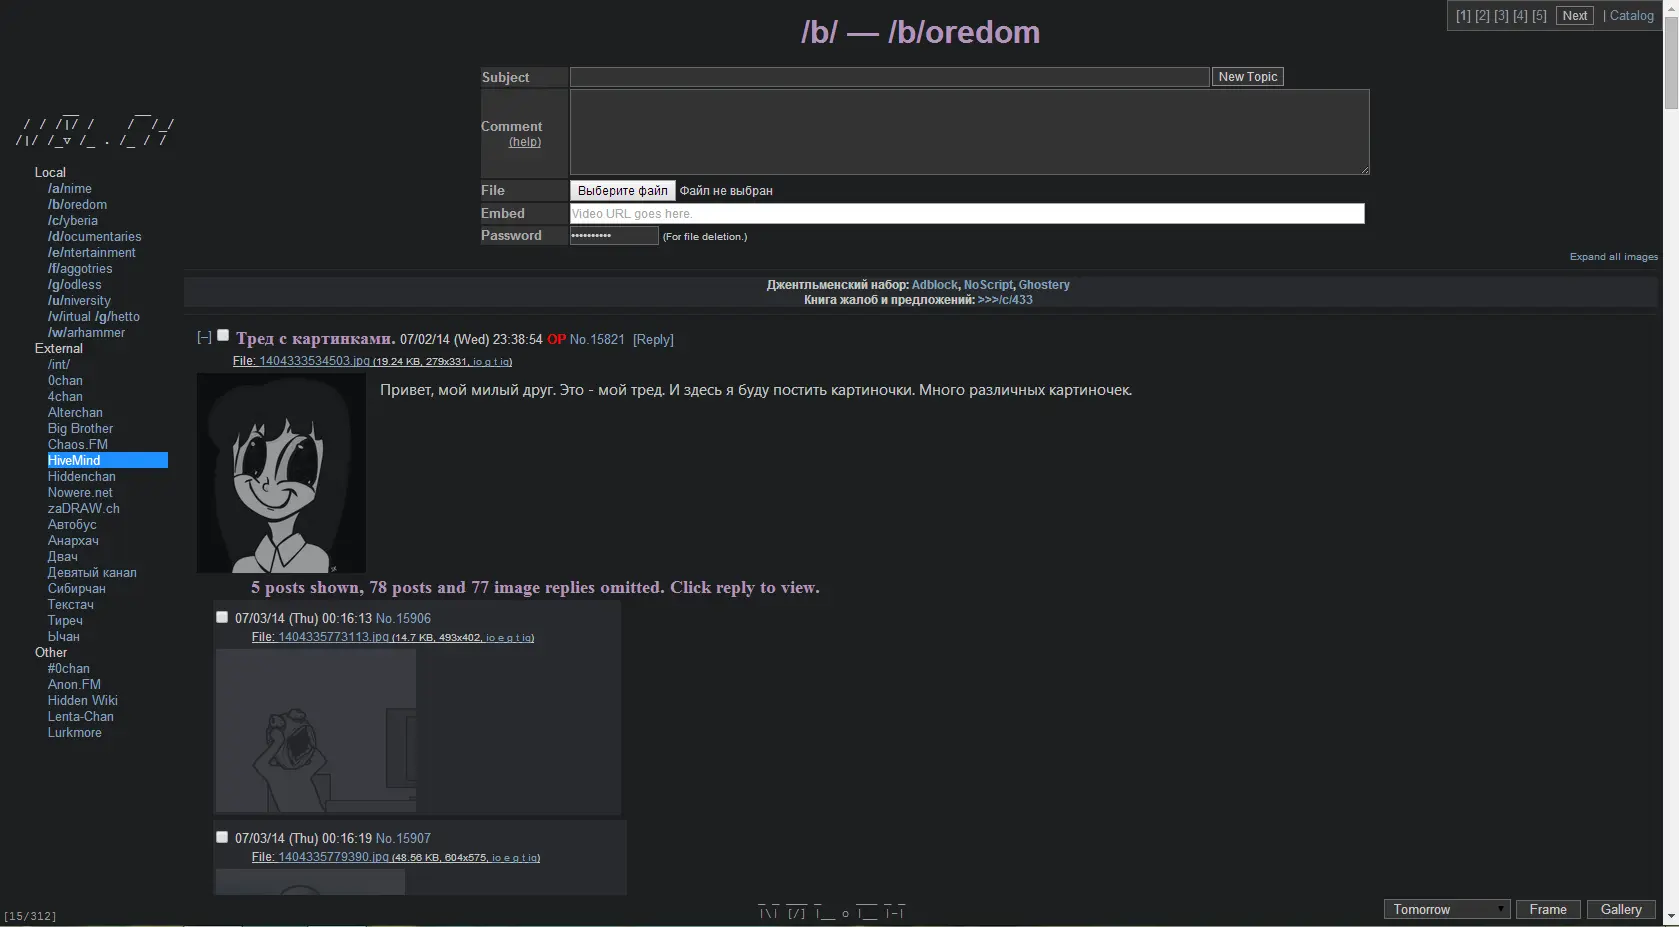 /b/ — /b/oredom
[1] [2] [3] [4] [5] Next | Catalog
Subject New Topic
Comment
(help)
File Выберите файл Файл не выбран
Embed Video URL goes here.
Password •••••••••• (For file deletion.)
Expand all images
Local
/a/nime
/b/oredom
/c/yberia
/d/ocumentaries
/e/ntertainment
/f/aggotries
/g/odless
/u/niversity
/v/irtual /g/hetto
/w/arhammer
External
/int/
0chan
4chan
Alterchan
Big Brother
Chaos.FM
HiveMind
Hiddenchan
Nowere.net
zaDRAW.ch
Автобус
Анархач
Двач
Девятый канал
Сибирчан
Текстач
Тиреч
Ычан
Other
#0chan
Anon.FM
Hidden Wiki
Lenta-Chan
Lurkmore
Джентльменский набор: Adblock, NoScript, Ghostery
Книга жалоб и предложений: >>>/c/433
[–] Тред с картинками. 07/02/14 (Wed) 23:38:54 OP No.15821 [Reply]
File: 1404333534503.jpg (19.24 KB, 279x331, io g t iq)
Привет, мой милый друг. Это - мой тред. И здесь я буду постить картиночки. Много различных картиночек.
5 posts shown, 78 posts and 77 image replies omitted. Click reply to view.
07/03/14 (Thu) 00:16:13 No.15906
File: 1404335773113.jpg (14.7 KB, 493x402, io e g t iq)
07/03/14 (Thu) 00:16:19 No.15907
File: 1404335779390.jpg (48.56 KB, 604x575, io e g t iq)
[15/312]
Tomorrow Frame Gallery